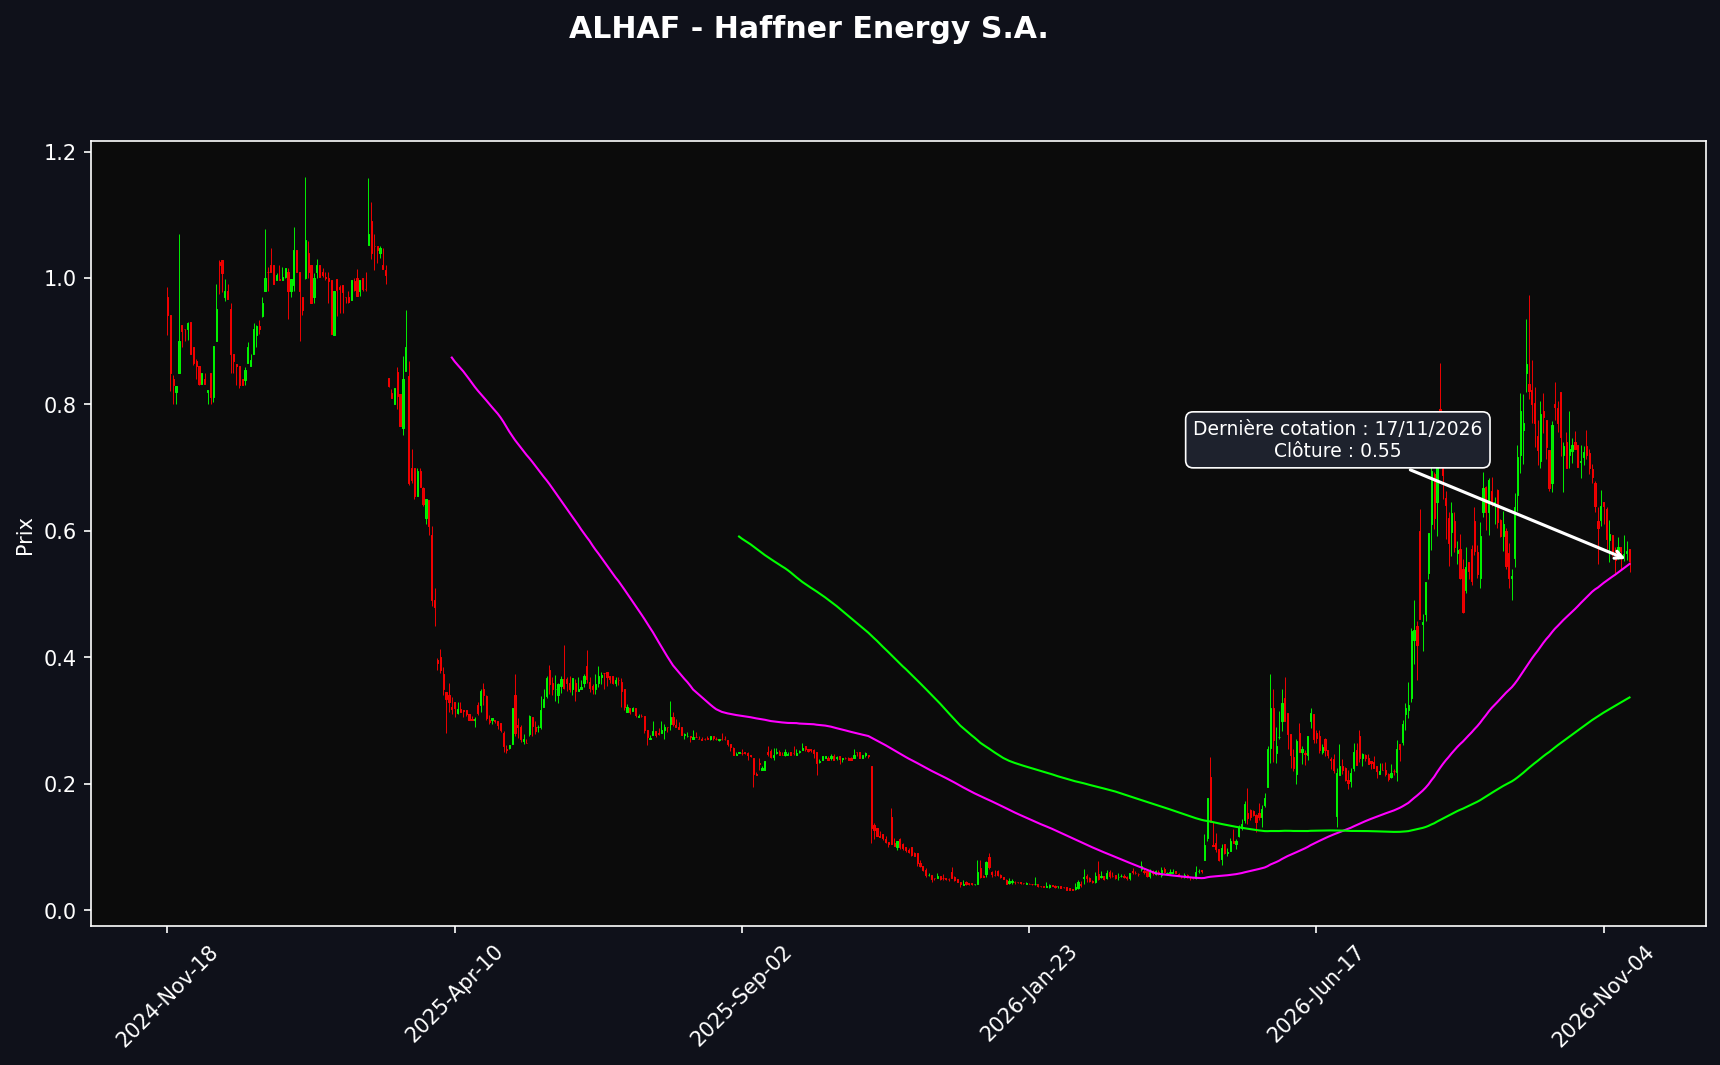 ALHAF - Haffner Energy S.A.
1.2
1.0
0.8
0.6
0.4
0.2
0.0
Prix
Dernière cotation : 17/11/2026
Clôture : 0.55
2024-Nov-18
2025-Apr-10
2025-Sep-02
2026-Jan-23
2026-Jun-17
2026-Nov-04